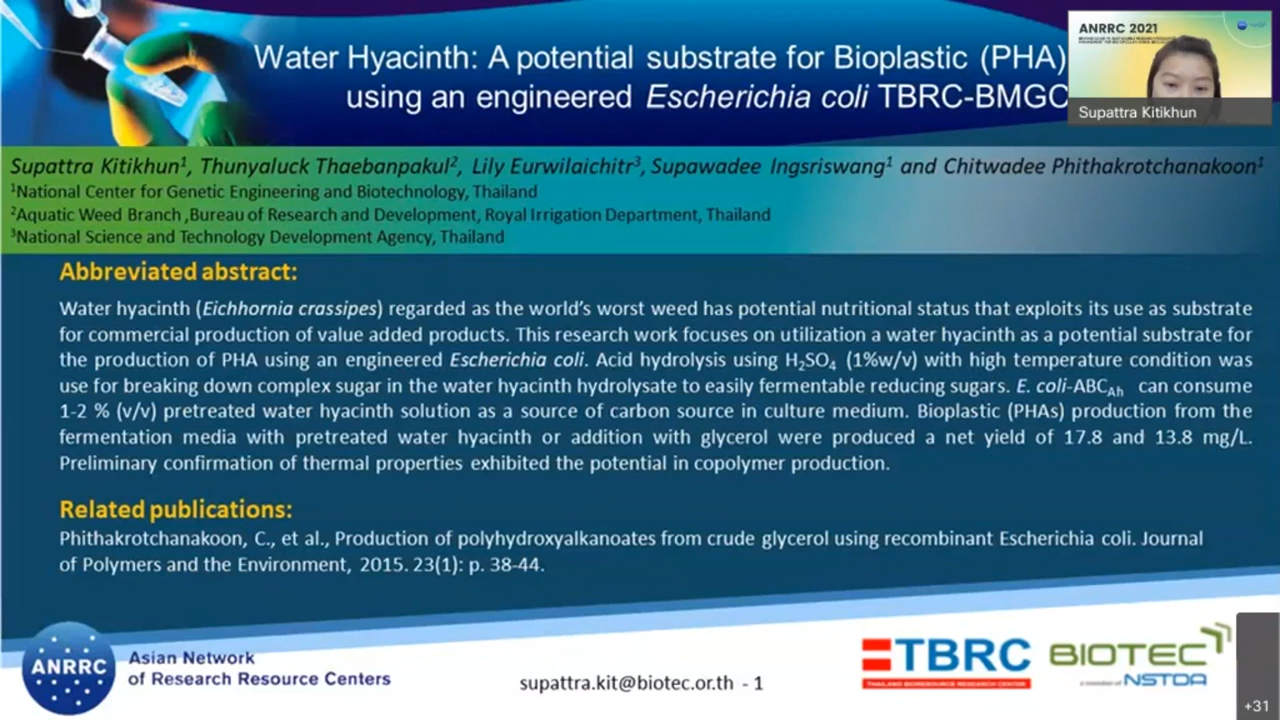 Water Hyacinth: A potential substrate for Bioplastic (PHA)
using an engineered Escherichia coli TBRC-BMGC
ANRRC 2021
Supattra Kitikhun
Supattra Kitikhun¹, Thunyaluck Thaebanpakul², Lily Eurwilaichitr³, Supawadee Ingsriswang¹ and Chitwadee Phithakrotchanakoon¹
¹National Center for Genetic Engineering and Biotechnology, Thailand
²Aquatic Weed Branch ,Bureau of Research and Development, Royal Irrigation Department, Thailand
³National Science and Technology Development Agency, Thailand
Abbreviated abstract:
Water hyacinth (Eichhornia crassipes) regarded as the world's worst weed has potential nutritional status that exploits its use as substrate
for commercial production of value added products. This research work focuses on utilization a water hyacinth as a potential substrate for
the production of PHA using an engineered Escherichia coli. Acid hydrolysis using H₂SO₄ (1%w/v) with high temperature condition was
use for breaking down complex sugar in the water hyacinth hydrolysate to easily fermentable reducing sugars. E. coli-ABC_Ah can consume
1-2 % (v/v) pretreated water hyacinth solution as a source of carbon source in culture medium. Bioplastic (PHAs) production from the
fermentation media with pretreated water hyacinth or addition with glycerol were produced a net yield of 17.8 and 13.8 mg/L.
Preliminary confirmation of thermal properties exhibited the potential in copolymer production.
Related publications:
Phithakrotchanakoon, C., et al., Production of polyhydroxyalkanoates from crude glycerol using recombinant Escherichia coli. Journal
of Polymers and the Environment, 2015. 23(1): p. 38-44.
ANRRC
Asian Network
of Research Resource Centers
supattra.kit@biotec.or.th - 1
TBRC
THAILAND BIORESOURCE RESEARCH CENTER
BIOTEC
a member of NSTDA
+31